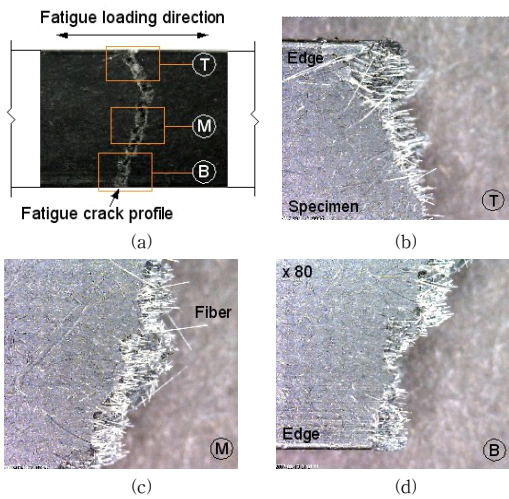 Fatigue loading direction
T
M
B
Fatigue crack profile
(a)
Edge
Specimen
T
(b)
Fiber
M
(c)
x 80
Edge
B
(d)